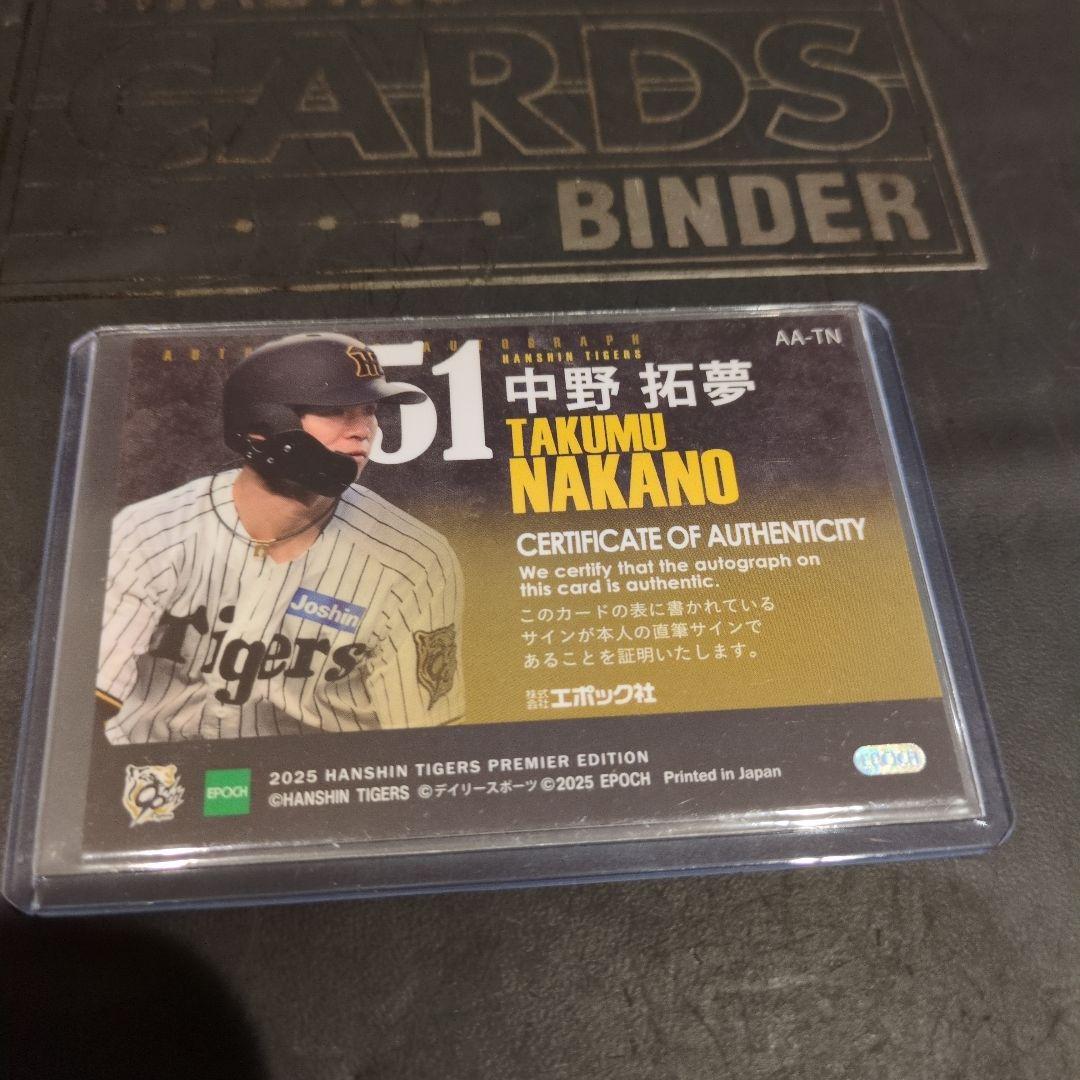 CARDS
BINDER
AA-TN
AUTOGRAPH
HANSHIN TIGERS
51
中野 拓夢
TAKUMU
NAKANO
CERTIFICATE OF AUTHENTICITY
We certify that the autograph on
this card is authentic.
このカードの表に書かれている
サインが本人の直筆サインで
あることを証明いたします。
株式会社エポック社
Joshin
Tigers
2025 HANSHIN TIGERS PREMIER EDITION
©HANSHIN TIGERS ©デイリースポーツ ©2025 EPOCH Printed in Japan
EPOCH
EPOCH